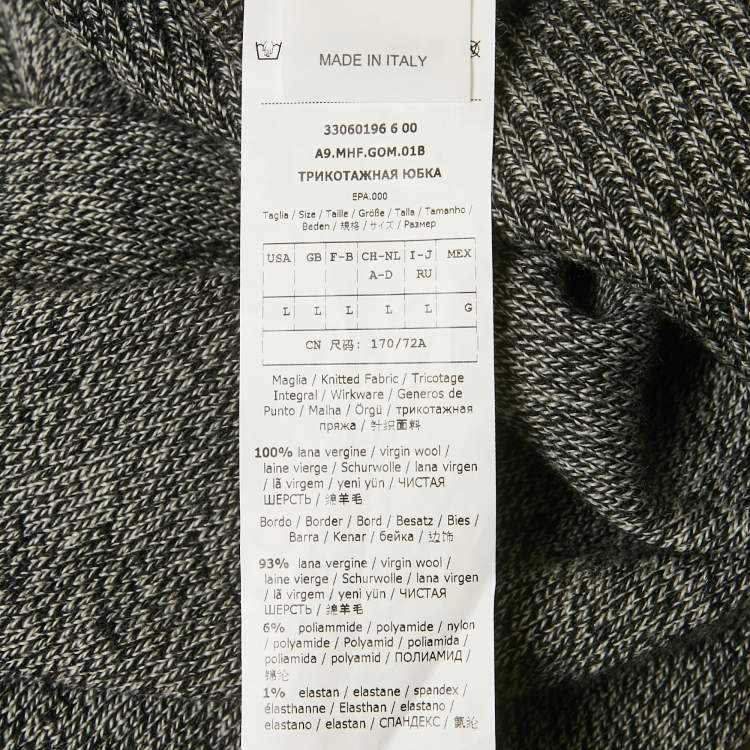 MADE IN ITALY
33060196 6 00
A9.MHF.GOM.01B
ТРИКОТАЖНАЯ ЮБКА
EPA.000
Taglia / Size / Taille / Größe / Talla / Tamanho /
Beden / 規格 / サイズ / Размер
USA GB F-B CH-NL I-J MEX
A-D RU
L L L L L G
CN 尺码: 170/72A
Maglia / Knitted Fabric / Tricotage
Integral / Wirkware / Generos de
Punto / Malha / Örgü / трикотажная
пряжа / 针织面料
100% lana vergine / virgin wool /
laine vierge / Schurwolle / lana virgen
/ lã virgem / yeni yün / ЧИСТАЯ
ШЕРСТЬ / 绵羊毛
Bordo / Border / Bord / Besatz / Bies /
Barra / Kenar / бейка / 边饰
93% lana vergine / virgin wool /
laine vierge / Schurwolle / lana virgen
/ lã virgem / yeni yün / ЧИСТАЯ
ШЕРСТЬ / 绵羊毛
6% poliammide / polyamide / nylon
/ polyamide / Polyamid / poliamida /
poliamida / polyamid / ПОЛИАМИД /
锦纶
1% elastan / elastane / spandex /
élasthanne / Elasthan / elastano /
elastano / elastan / СПАНДЕКС / 氨纶